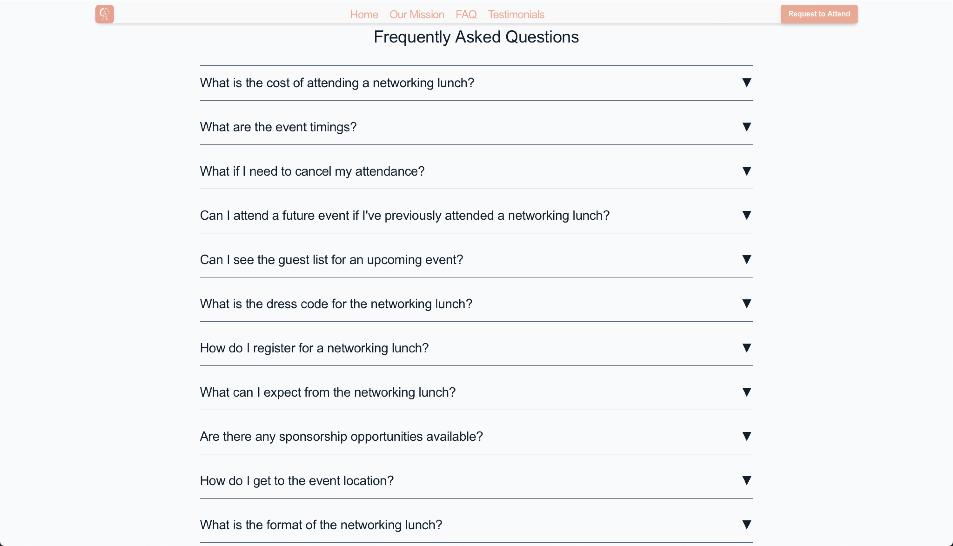 Home Our Mission FAQ Testimonials Request to Attend
Frequently Asked Questions
What is the cost of attending a networking lunch?
What are the event timings?
What if I need to cancel my attendance?
Can I attend a future event if I've previously attended a networking lunch?
Can I see the guest list for an upcoming event?
What is the dress code for the networking lunch?
How do I register for a networking lunch?
What can I expect from the networking lunch?
Are there any sponsorship opportunities available?
How do I get to the event location?
What is the format of the networking lunch?